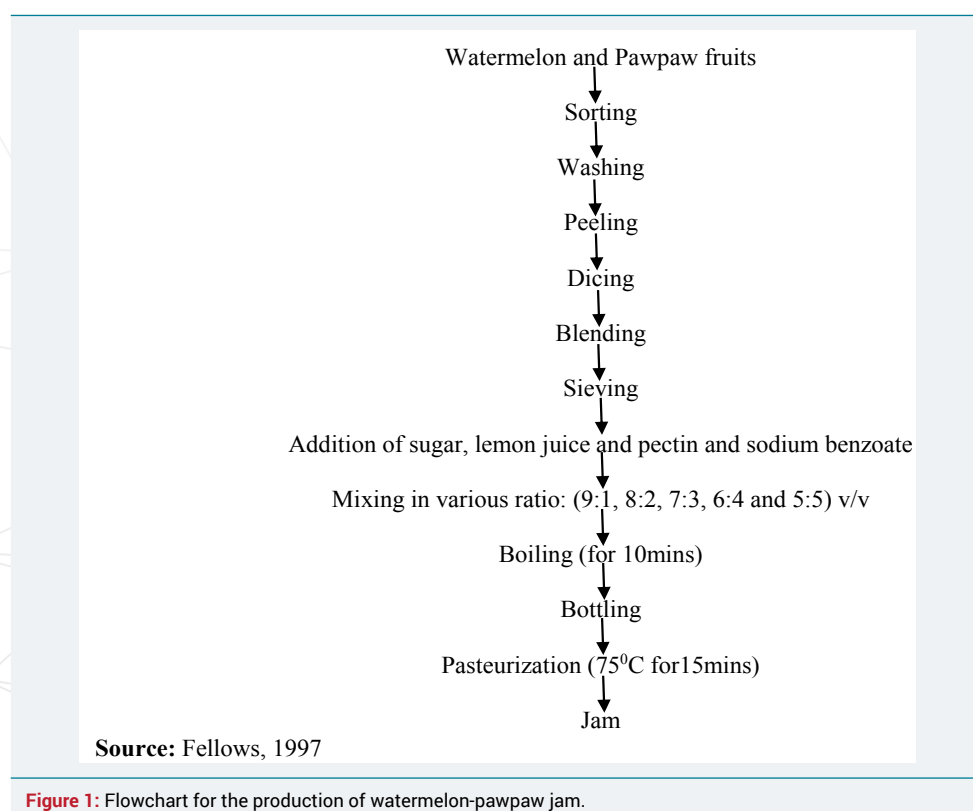 Watermelon and Pawpaw fruits
Sorting
Washing
Peeling
Dicing
Blending
Sieving
Addition of sugar, lemon juice and pectin and sodium benzoate
Mixing in various ratio: (9:1, 8:2, 7:3, 6:4 and 5:5) v/v
Boiling (for 10mins)
Bottling
Pasteurization (75⁰C for15mins)
Jam
Source: Fellows, 1997
Figure 1: Flowchart for the production of watermelon-pawpaw jam.